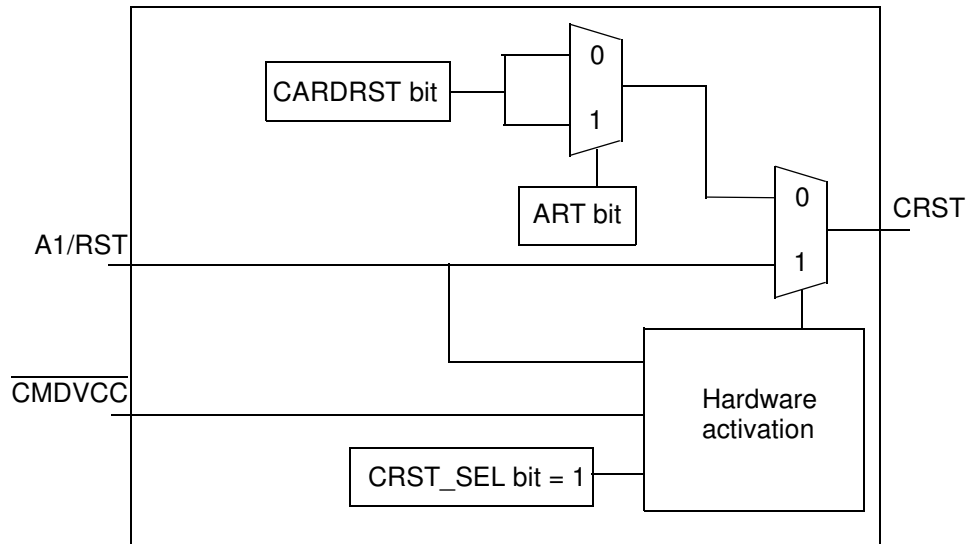 0
CARDRST bit
1
ART bit
0
CRST
A1/RST
1
CMDVCC
Hardware
activation
CRST_SEL bit = 1